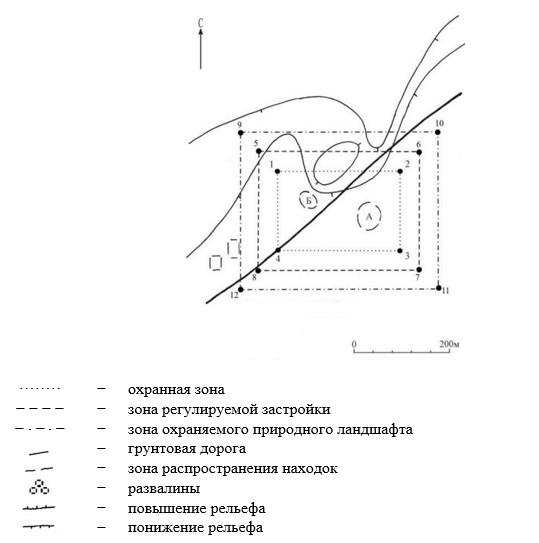 С
9
10
5
6
1
2
Б
А
4
3
8
7
12
11
0 200м
– охранная зона
– зона регулируемой застройки
– зона охраняемого природного ландшафта
– грунтовая дорога
– зона распространения находок
– развалины
– повышение рельефа
– понижение рельефа